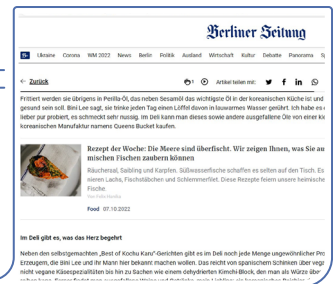 Berliner Zeitung
Ukraine Corona WM 2022 News Berlin Politik Ausland Wirtschaft Kultur Debatte Panorama
← Zurück Artikel teilen mit:
Frittiert werden sie übrigens in Perilla-Öl, das neben Sesamöl das wichtigste Öl in der koreanischen Küche ist und
gesund sein soll. Bini Lee sagt, sie trinke jeden Tag einen Löffel davon in lauwarmes Wasser gerührt. Ich habe es
lieber pur probiert, es schmeckt sehr nussig. Im Deli kann man dieses sowie andere ausgefallene Öle von einer
koreanischen Manufaktur namens Queens Bucket kaufen.
Rezept der Woche: Die Meere sind überfischt. Wir zeigen Ihnen, was Sie
mischen Fischen zaubern können
Räucheraal, Saibling und Karpfen. Süßwasserfische schaffen es selten auf den Tisch.
nieren Lachs, Fischstäbchen und Schlemmerfilet. Diese Rezepte feiern unsere heimische
Fische.
Food 07.10.2022
Im Deli gibt es, was das Herz begehrt
Neben den selbstgemachten „Best of Kochu Karu“-Gerichten gibt es im Deli noch jede Menge ungewöhnlicher
Erzeugern, die Bini Lee und ihr Mann hier bekannt machen wollen. Das reicht von spanischem Schinken über
nicht vegane Käsespezialitäten bis hin zu Sachen wie einem dehydrierten Kimchi-Block, den man als Würze